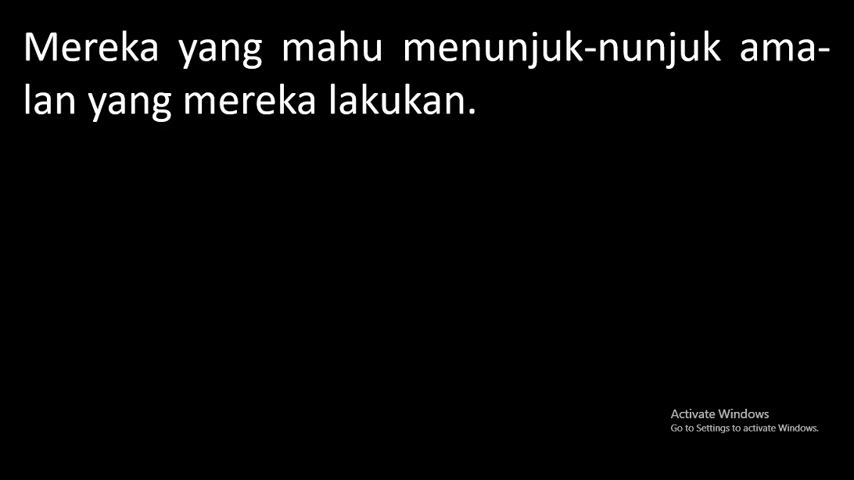 Mereka yang mahu menunjuk-nunjuk ama-
lan yang mereka lakukan.
Activate Windows
Go to Settings to activate Windows.